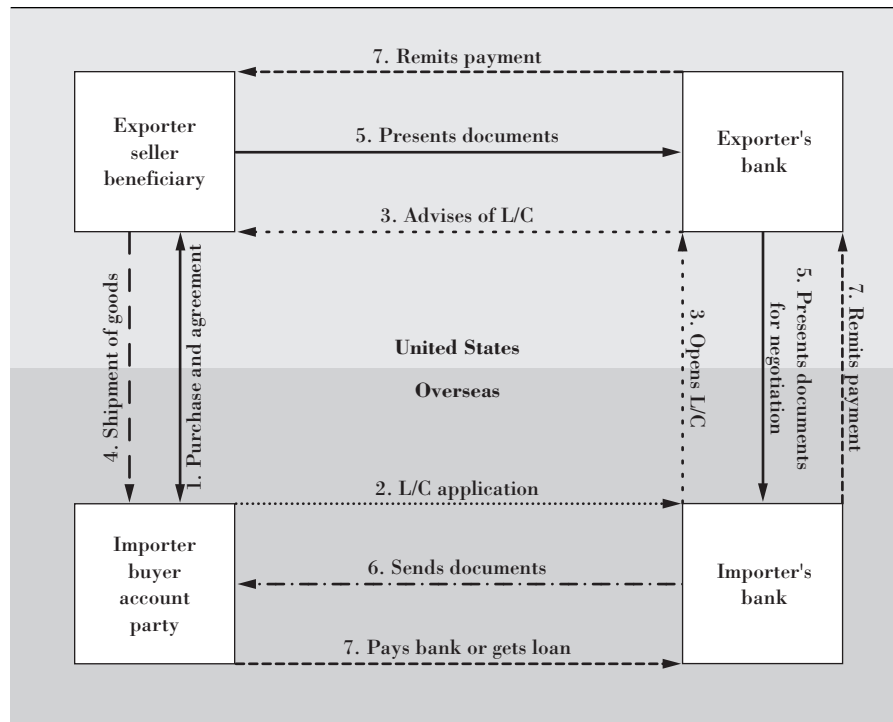 7. Remits payment
Exporter
seller
beneficiary
5. Presents documents
Exporter's
bank
3. Advises of L/C
4. Shipment of goods
1. Purchase and agreement
United States
Overseas
3. Opens L/C
5. Presents documents
for negotiation
7. Remits payment
2. L/C application
Importer
buyer
account
party
6. Sends documents
Importer's
bank
7. Pays bank or gets loan